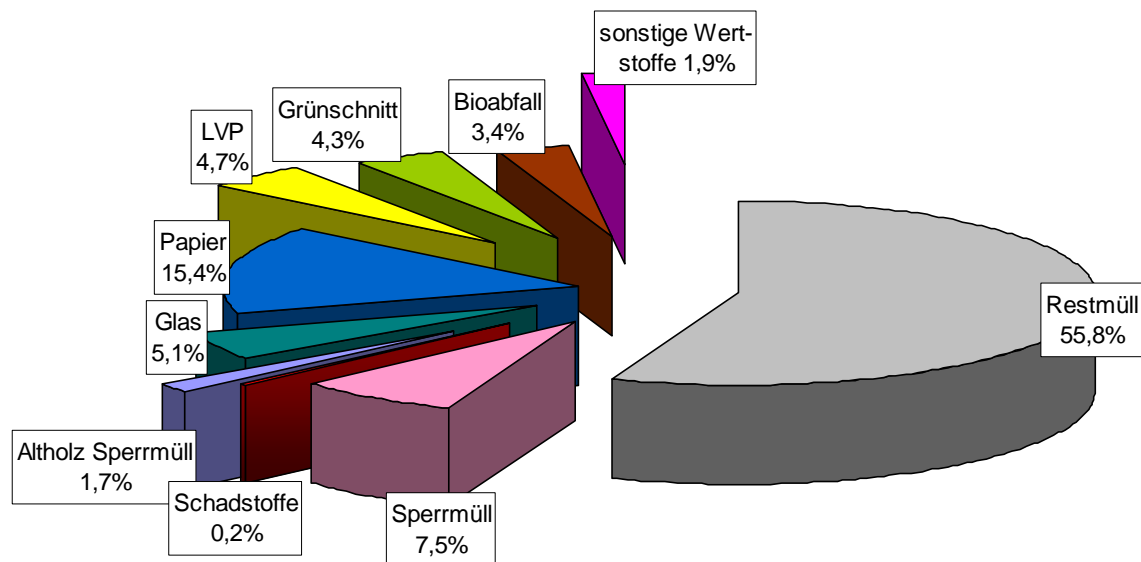 sonstige Wert-
stoffe 1,9%
Bioabfall
3,4%
Grünschnitt
4,3%
LVP
4,7%
Papier
15,4%
Glas
5,1%
Altholz Sperrmüll
1,7%
Schadstoffe
0,2%
Sperrmüll
7,5%
Restmüll
55,8%